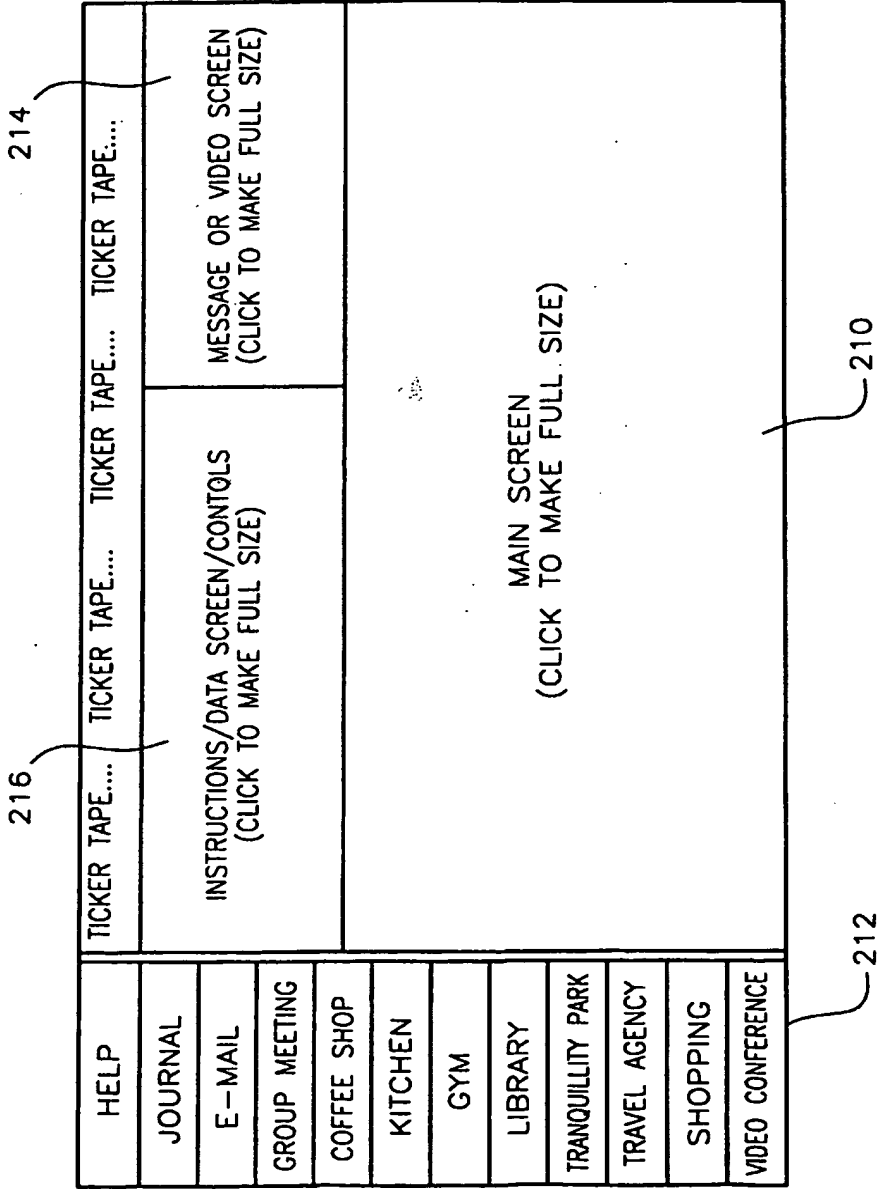 214
216
TICKER TAPE.... TICKER TAPE.... TICKER TAPE.... TICKER TAPE....
HELP
JOURNAL
E-MAIL
GROUP MEETING
COFFEE SHOP
KITCHEN
GYM
LIBRARY
TRANQUILLITY PARK
TRAVEL AGENCY
SHOPPING
VIDEO CONFERENCE
INSTRUCTIONS/DATA SCREEN/CONTOLS
(CLICK TO MAKE FULL SIZE)
MESSAGE OR VIDEO SCREEN
(CLICK TO MAKE FULL SIZE)
MAIN SCREEN
(CLICK TO MAKE FULL SIZE)
212
210